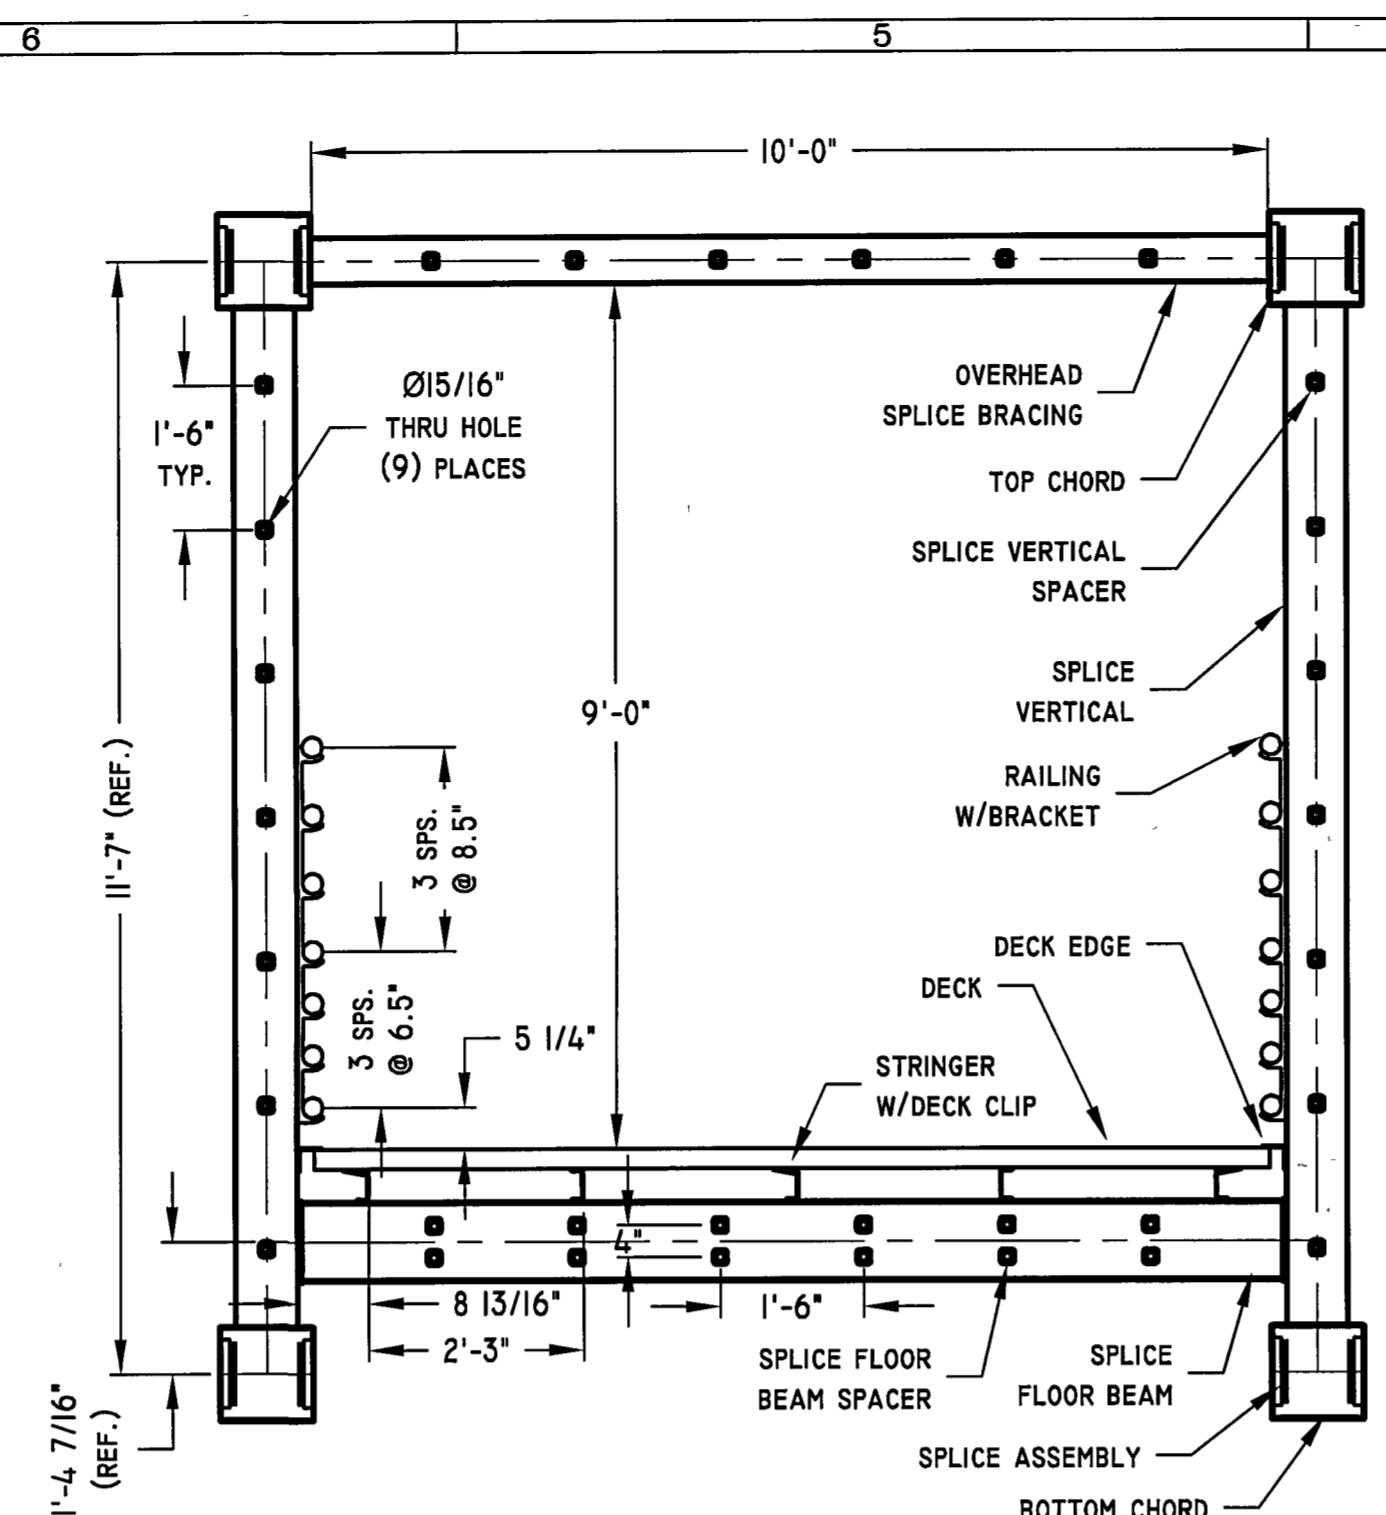 6
5
10'-0"
Ø15/16"
THRU HOLE
(9) PLACES
1'-6"
TYP.
OVERHEAD
SPLICE BRACING
TOP CHORD
SPLICE VERTICAL
SPACER
SPLICE
VERTICAL
9'-0"
11'-7" (REF.)
RAILING
W/BRACKET
3 SPS.
@ 8.5"
DECK EDGE
DECK
3 SPS.
@ 6.5"
5 1/4"
STRINGER
W/DECK CLIP
4"
8 13/16"
1'-6"
2'-3"
SPLICE FLOOR
BEAM SPACER
SPLICE
FLOOR BEAM
1'-4 7/16"
(REF.)
SPLICE ASSEMBLY
BOTTOM CHORD